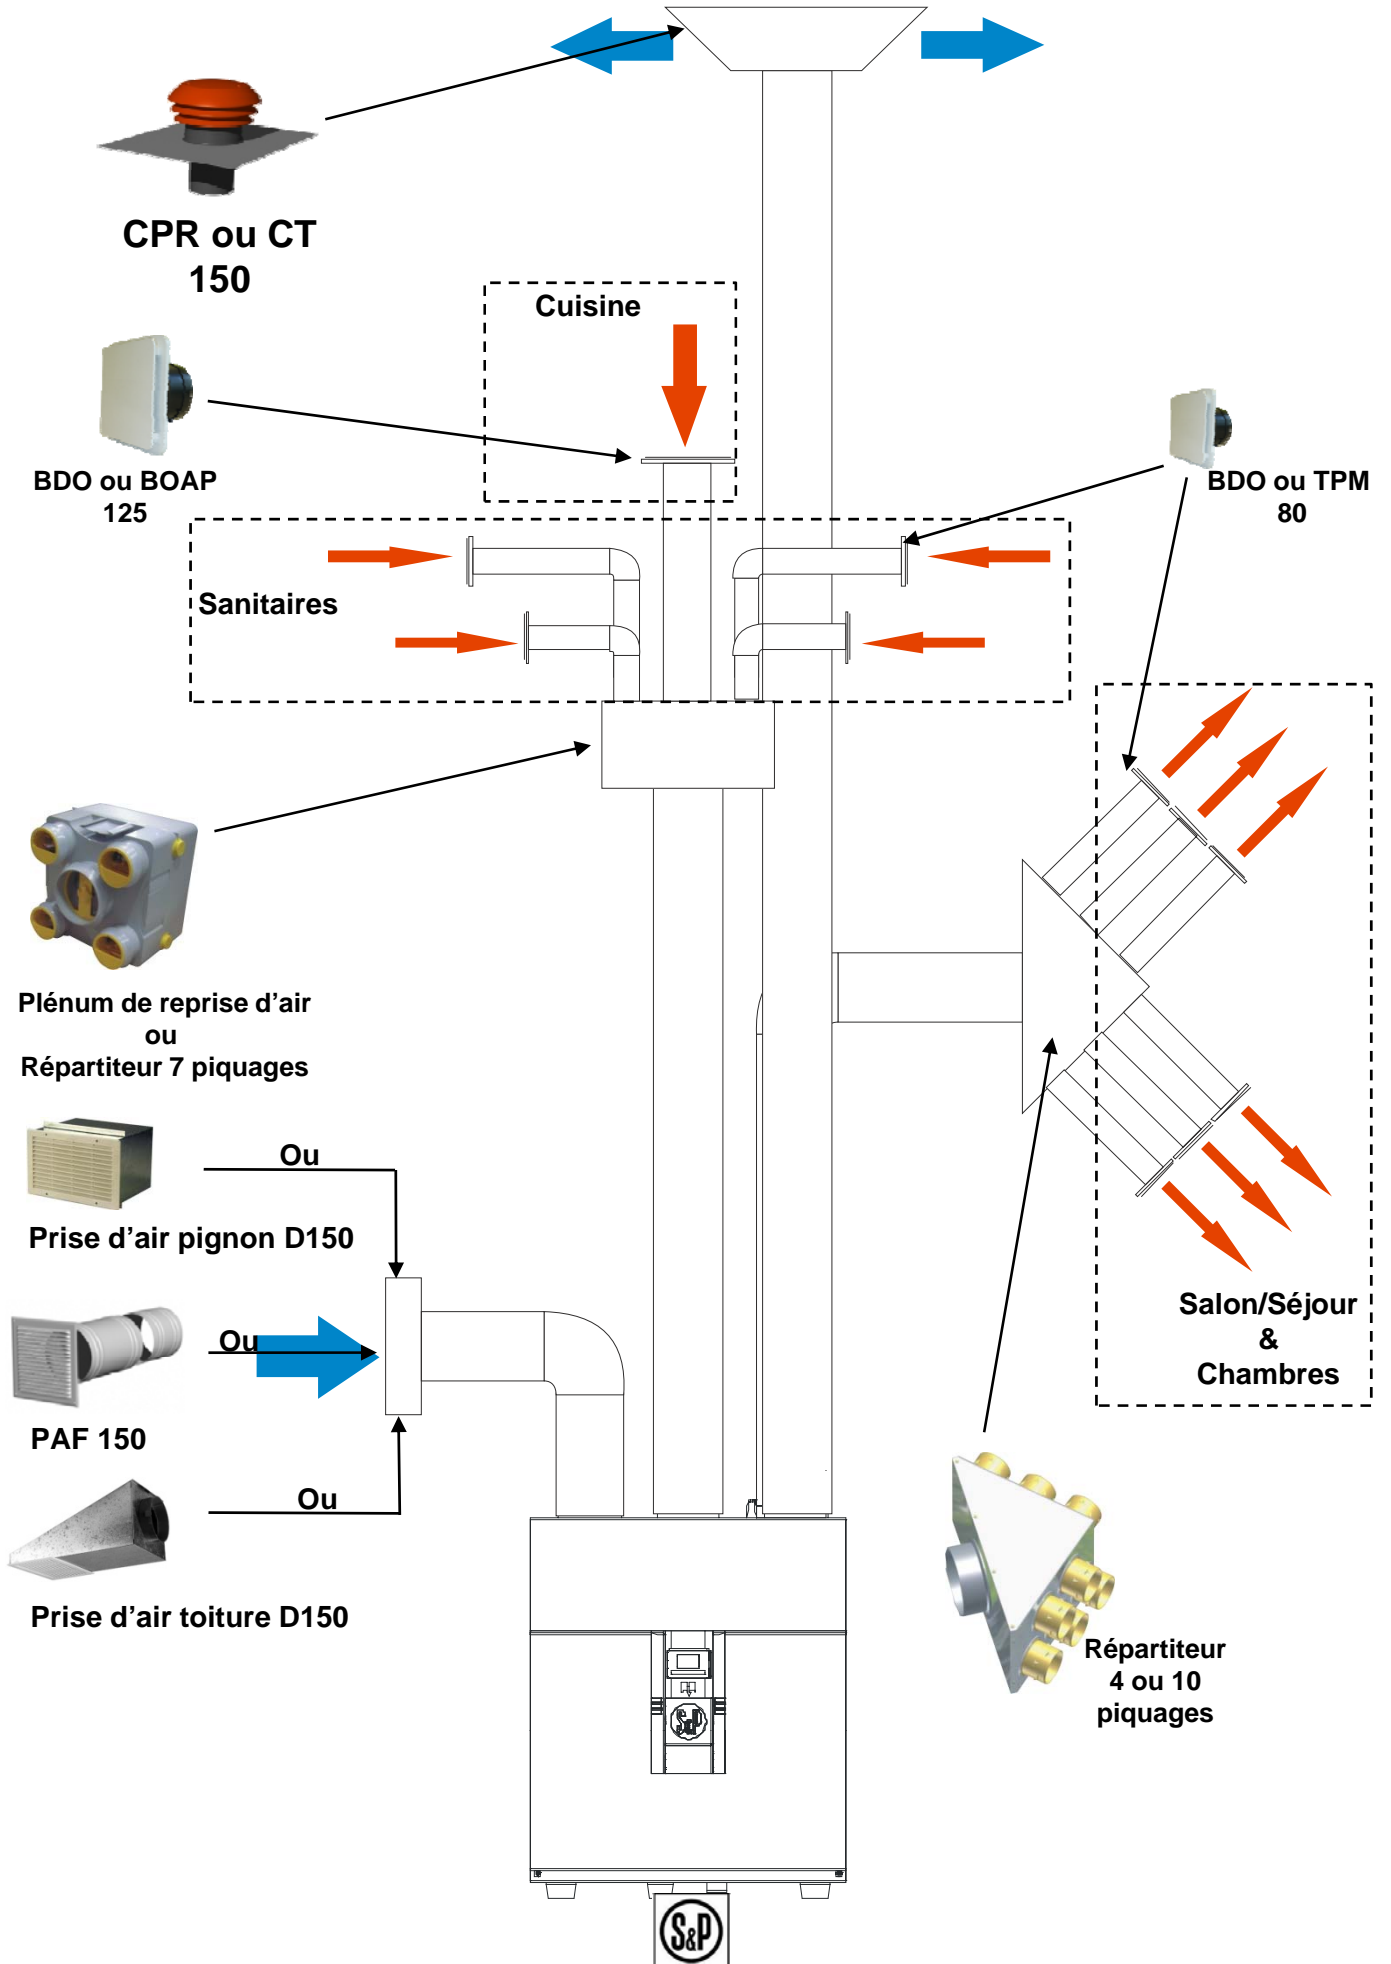 CPR ou CT
150
Cuisine
BDO ou BOAP
125
BDO ou TPM
80
Sanitaires
Plénum de reprise d'air
ou
Répartiteur 7 piquages
Ou
Prise d'air pignon D150
Ou
PAF 150
Ou
Prise d'air toiture D150
Salon/Séjour
&
Chambres
Répartiteur
4 ou 10
piquages
S&P
S&P